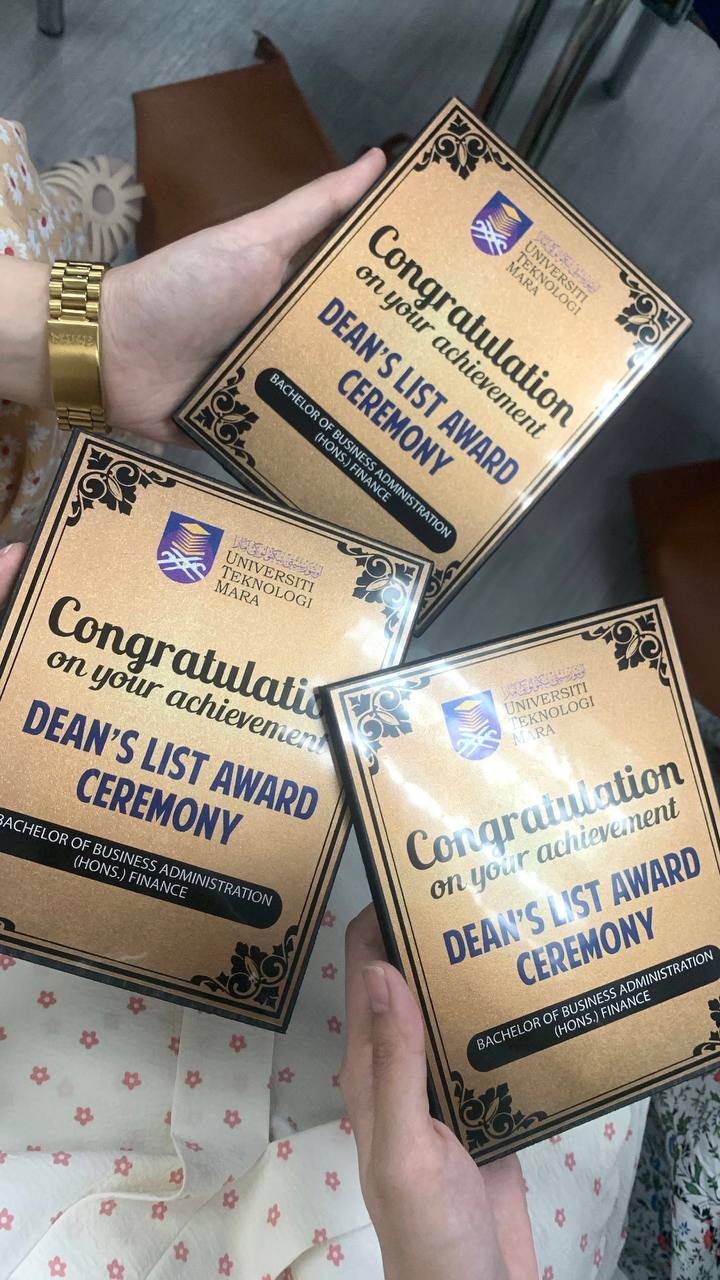 UNIVERSITI
TEKNOLOGI
MARA
Congratulation
on your achievement
DEAN'S LIST AWARD
CEREMONY
BACHELOR OF BUSINESS ADMINISTRATION
(HONS.) FINANCE
UNIVERSITI
TEKNOLOGI
MARA
Congratulatio
on your achievement
DEAN'S LIST AWARD
CEREMONY
BACHELOR OF BUSINESS ADMINISTRATION
(HONS.) FINANCE
UNIVERSITI
TEKNOLOGI
MARA
Congratulation
on your achievement
DEAN'S LIST AWARD
CEREMONY
BACHELOR OF BUSINESS ADMINISTRATION
(HONS.) FINANCE